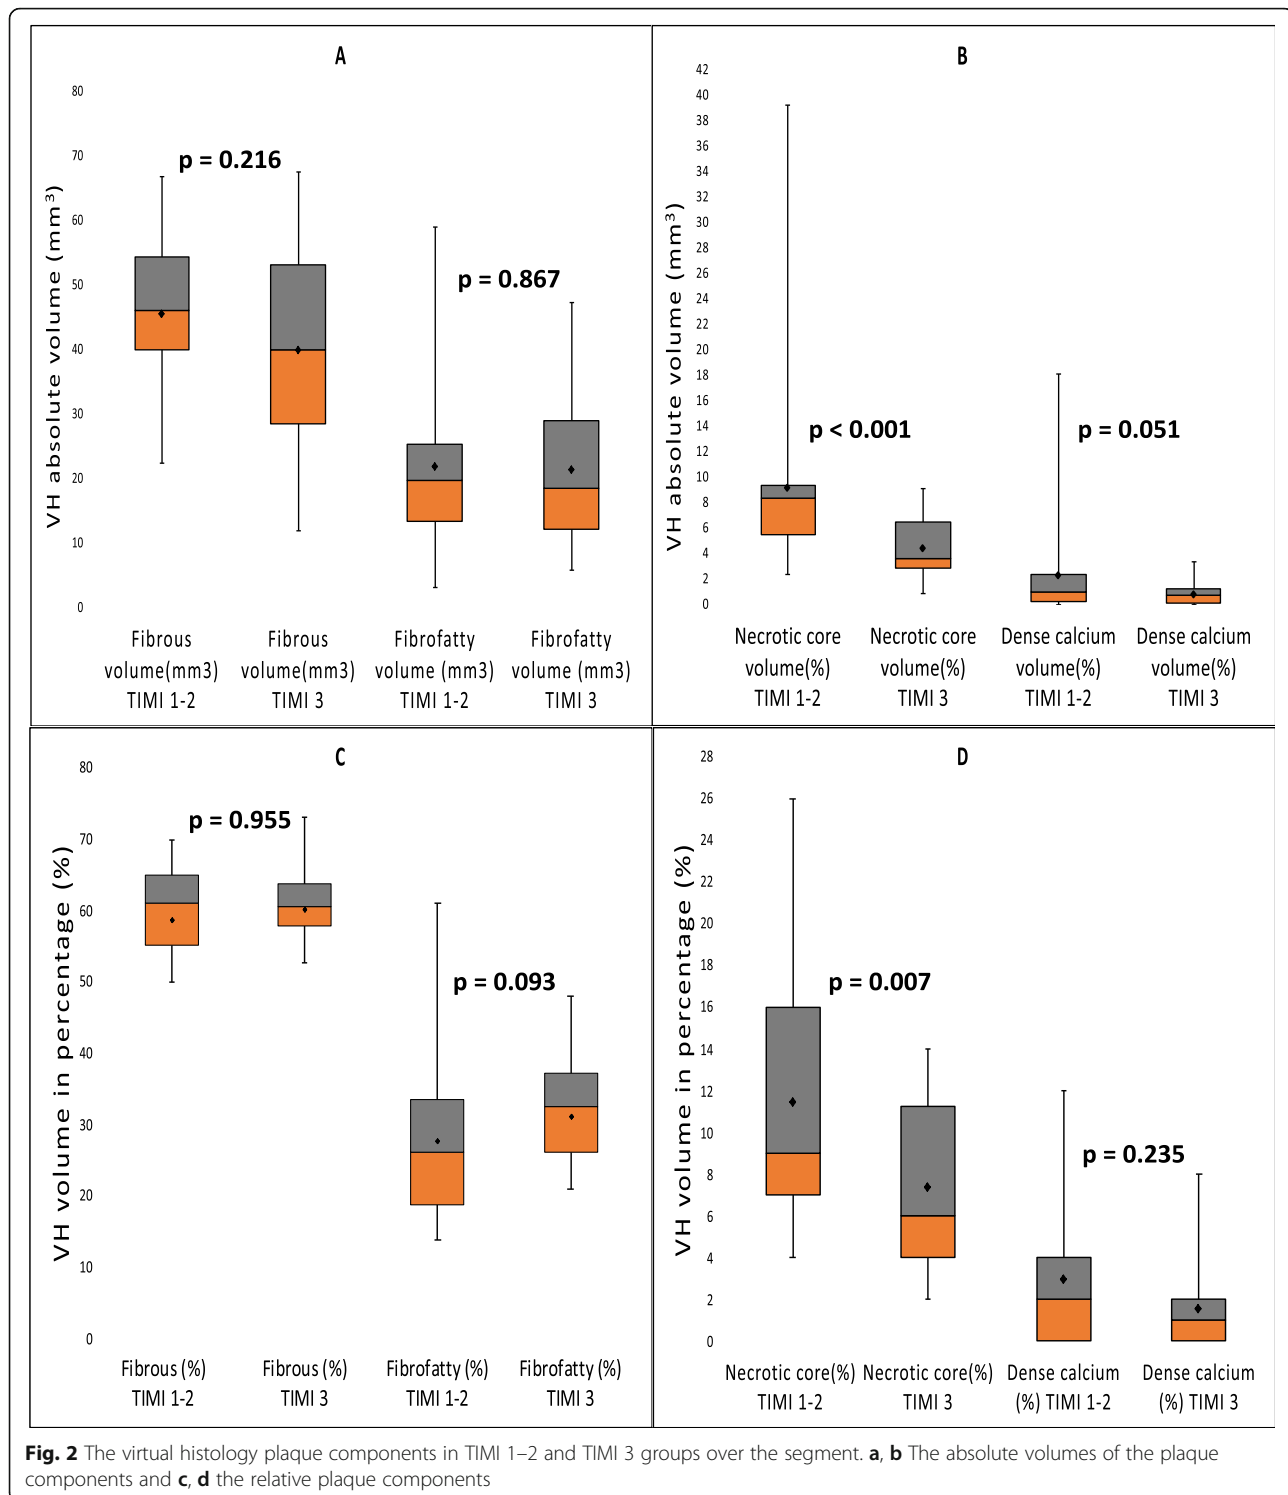 A
80
70
60
50
40
30
20
10
0
VH absolute volume (mm³)
p = 0.216
p = 0.867
Fibrous
volume(mm3)
TIMI 1-2
Fibrous
volume(mm3)
TIMI 3
Fibrofatty
volume (mm3)
TIMI 1-2
Fibrofatty
volume (mm3)
TIMI 3
B
42
40
38
36
34
32
30
28
26
24
22
20
18
16
14
12
10
8
6
4
2
0
VH absolute volume (mm³)
p < 0.001
p = 0.051
Necrotic core
volume(%)
TIMI 1-2
Necrotic core
volume(%)
TIMI 3
Dense calcium
volume(%)
TIMI 1-2
Dense calcium
volume(%)
TIMI 3
C
80
70
60
50
40
30
20
10
0
VH volume in percentage (%)
p = 0.955
p = 0.093
Fibrous (%)
TIMI 1-2
Fibrous (%)
TIMI 3
Fibrofatty (%)
TIMI 1-2
Fibrofatty (%)
TIMI 3
D
28
26
24
22
20
18
16
14
12
10
8
6
4
2
0
VH volume in percentage (%)
p = 0.007
p = 0.235
Necrotic core(%)
TIMI 1-2
Necrotic core(%)
TIMI 3
Dense calcium
(%) TIMI 1-2
Dense calcium
(%) TIMI 3
Fig. 2 The virtual histology plaque components in TIMI 1–2 and TIMI 3 groups over the segment. a, b The absolute volumes of the plaque
components and c, d the relative plaque components